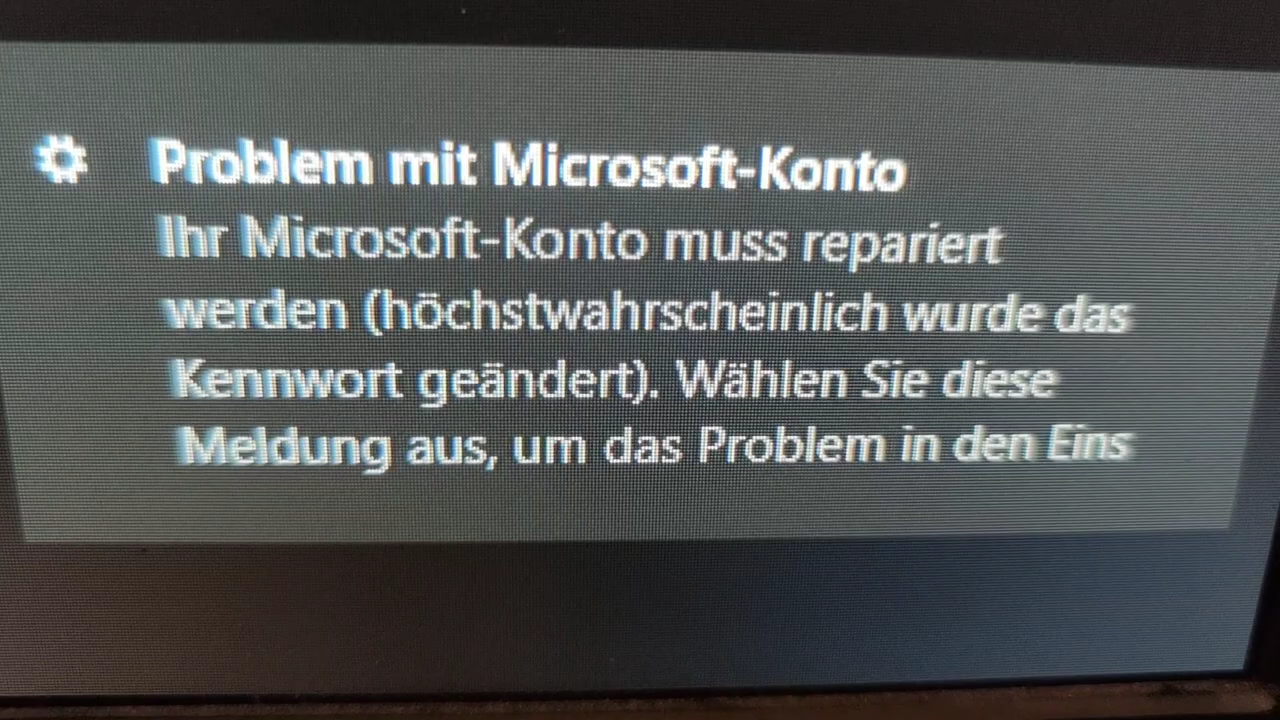 Problem mit Microsoft-Konto
Ihr Microsoft-Konto muss repariert
werden (höchstwahrscheinlich wurde das
Kennwort geändert). Wählen Sie diese
Meldung aus, um das Problem in den Eins